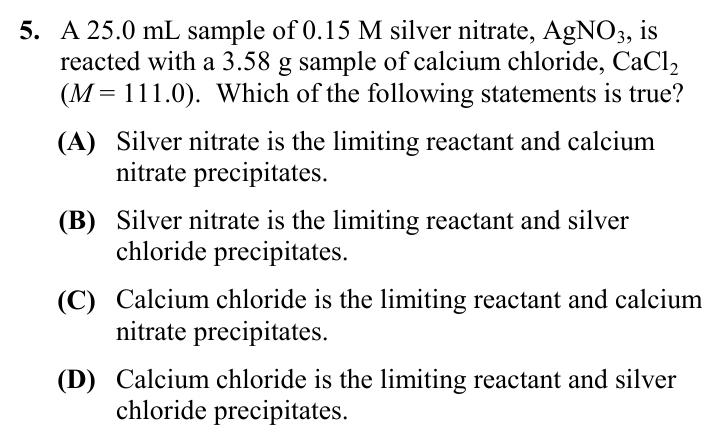 5. A 25.0 mL sample of 0.15 M silver nitrate, AgNO₃, is
reacted with a 3.58 g sample of calcium chloride, CaCl₂
(M = 111.0). Which of the following statements is true?
(A) Silver nitrate is the limiting reactant and calcium
nitrate precipitates.
(B) Silver nitrate is the limiting reactant and silver
chloride precipitates.
(C) Calcium chloride is the limiting reactant and calcium
nitrate precipitates.
(D) Calcium chloride is the limiting reactant and silver
chloride precipitates.